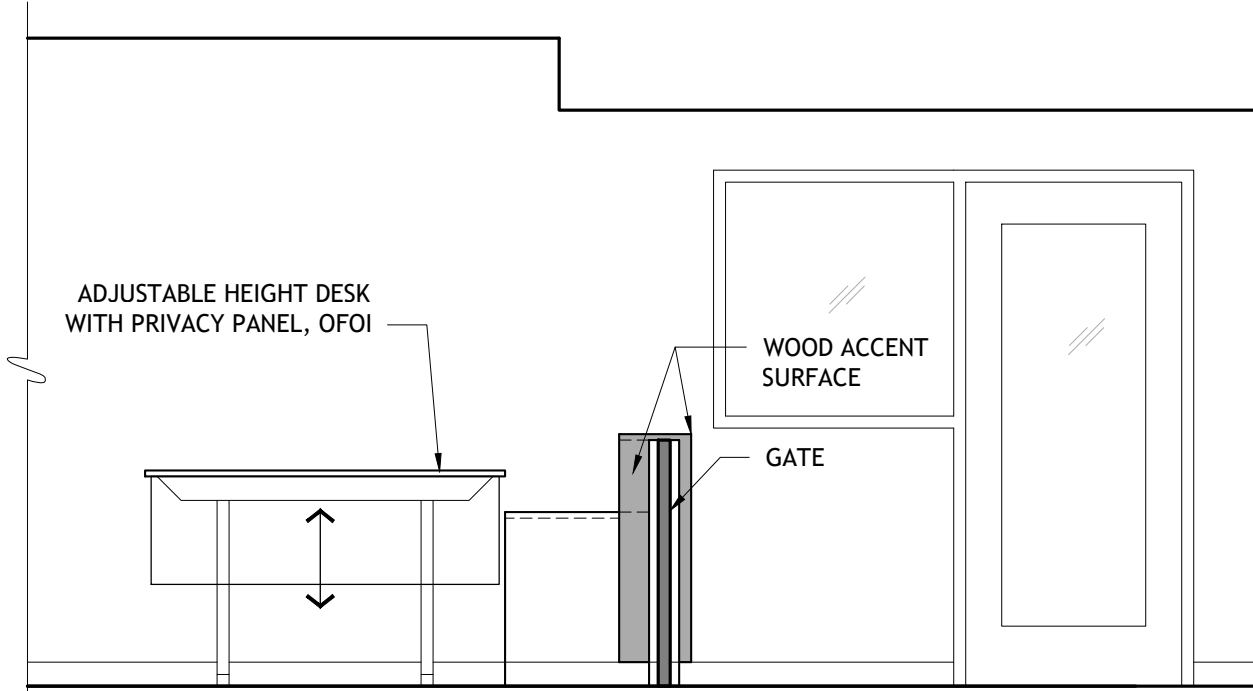 ADJUSTABLE HEIGHT DESK
WITH PRIVACY PANEL, OFOI
WOOD ACCENT
SURFACE
GATE